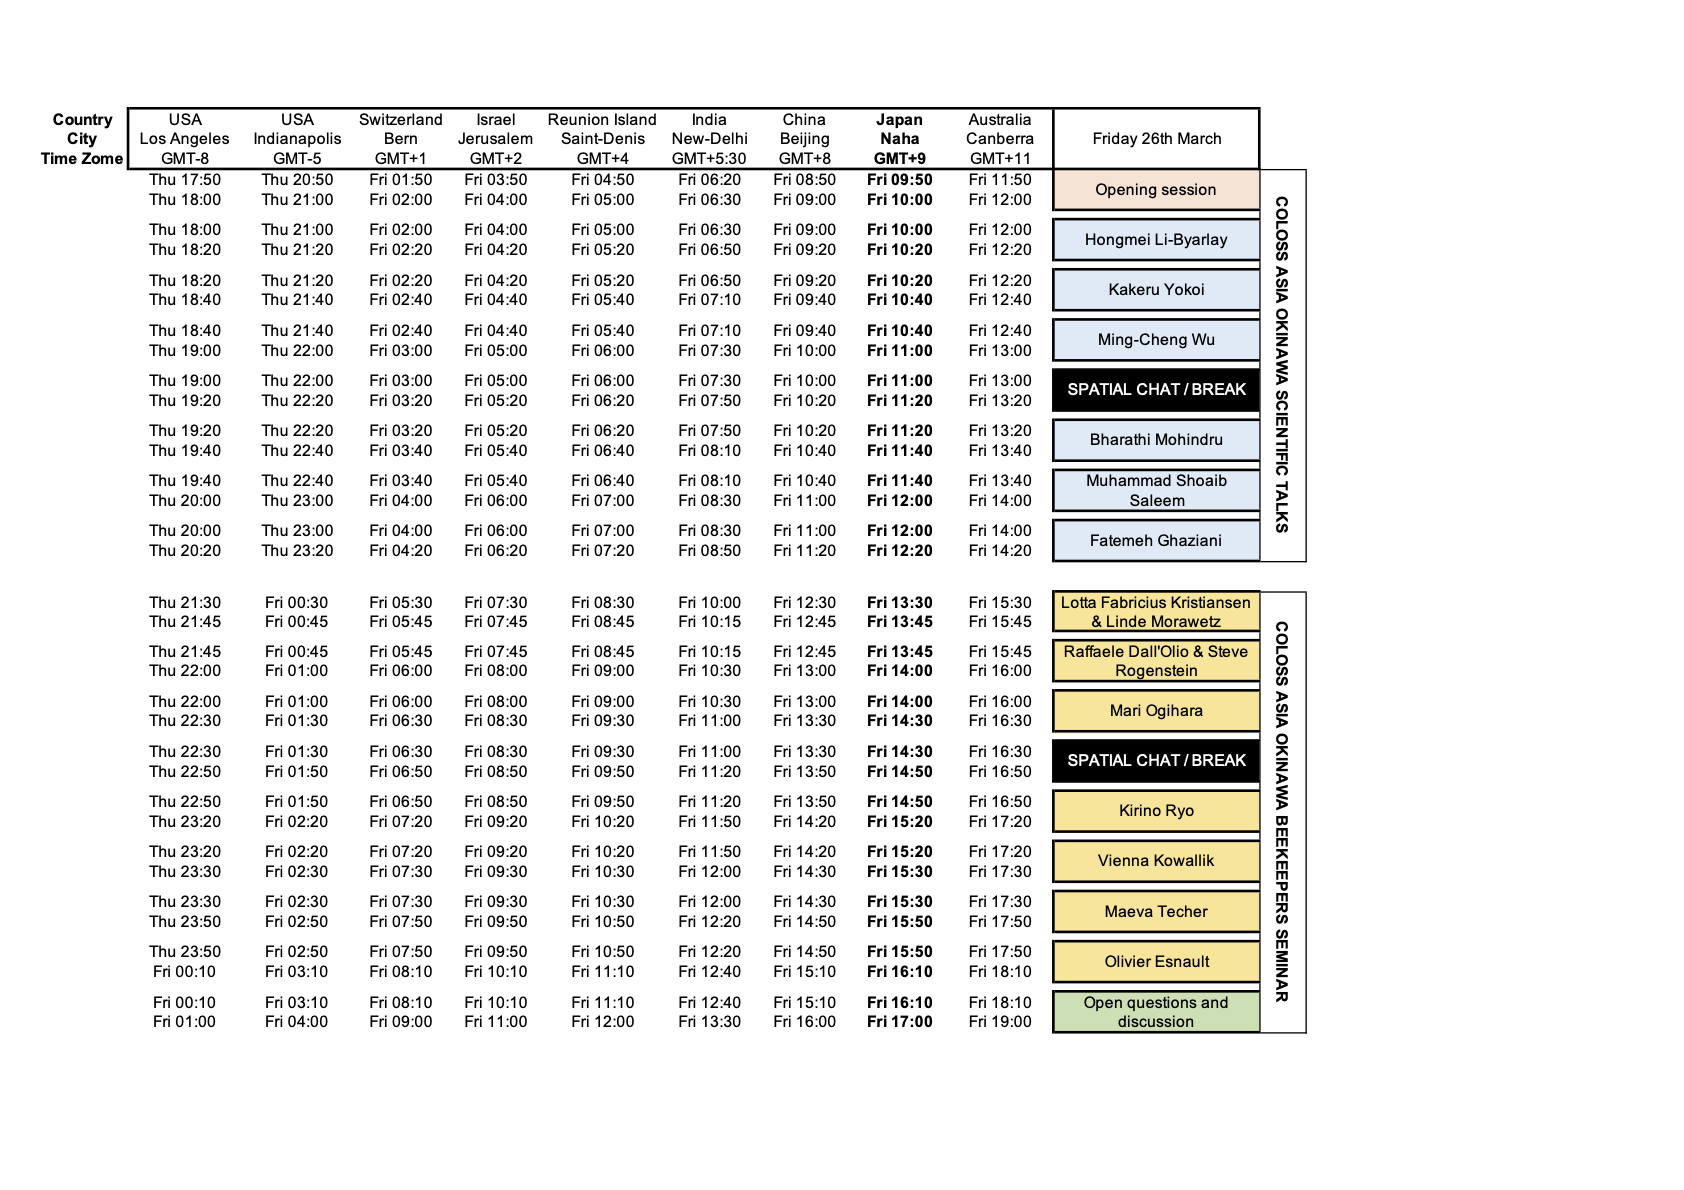 Country USA USA Switzerland Israel Reunion Island India China Japan Australia
City Los Angeles Indianapolis Bern Jerusalem Saint-Denis New-Delhi Beijing Naha Canberra Friday 26th March
Time Zome GMT-8 GMT-5 GMT+1 GMT+2 GMT+4 GMT+5:30 GMT+8 GMT+9 GMT+11
Thu 17:50 Thu 20:50 Fri 01:50 Fri 03:50 Fri 04:50 Fri 06:20 Fri 08:50 Fri 09:50 Fri 11:50
Opening session
Thu 18:00 Thu 21:00 Fri 02:00 Fri 04:00 Fri 05:00 Fri 06:30 Fri 09:00 Fri 10:00 Fri 12:00
Thu 18:00 Thu 21:00 Fri 02:00 Fri 04:00 Fri 05:00 Fri 06:30 Fri 09:00 Fri 10:00 Fri 12:00
Hongmei Li-Byarlay
Thu 18:20 Thu 21:20 Fri 02:20 Fri 04:20 Fri 05:20 Fri 06:50 Fri 09:20 Fri 10:20 Fri 12:20
Thu 18:20 Thu 21:20 Fri 02:20 Fri 04:20 Fri 05:20 Fri 06:50 Fri 09:20 Fri 10:20 Fri 12:20
Kakeru Yokoi
Thu 18:40 Thu 21:40 Fri 02:40 Fri 04:40 Fri 05:40 Fri 07:10 Fri 09:40 Fri 10:40 Fri 12:40
Thu 18:40 Thu 21:40 Fri 02:40 Fri 04:40 Fri 05:40 Fri 07:10 Fri 09:40 Fri 10:40 Fri 12:40
Ming-Cheng Wu
Thu 19:00 Thu 22:00 Fri 03:00 Fri 05:00 Fri 06:00 Fri 07:30 Fri 10:00 Fri 11:00 Fri 13:00
Thu 19:00 Thu 22:00 Fri 03:00 Fri 05:00 Fri 06:00 Fri 07:30 Fri 10:00 Fri 11:00 Fri 13:00
SPATIAL CHAT / BREAK
Thu 19:20 Thu 22:20 Fri 03:20 Fri 05:20 Fri 06:20 Fri 07:50 Fri 10:20 Fri 11:20 Fri 13:20
Thu 19:20 Thu 22:20 Fri 03:20 Fri 05:20 Fri 06:20 Fri 07:50 Fri 10:20 Fri 11:20 Fri 13:20
Bharathi Mohindru
Thu 19:40 Thu 22:40 Fri 03:40 Fri 05:40 Fri 06:40 Fri 08:10 Fri 10:40 Fri 11:40 Fri 13:40
Thu 19:40 Thu 22:40 Fri 03:40 Fri 05:40 Fri 06:40 Fri 08:10 Fri 10:40 Fri 11:40 Fri 13:40 Muhammad Shoaib
Thu 20:00 Thu 23:00 Fri 04:00 Fri 06:00 Fri 07:00 Fri 08:30 Fri 11:00 Fri 12:00 Fri 14:00 Saleem
Thu 20:00 Thu 23:00 Fri 04:00 Fri 06:00 Fri 07:00 Fri 08:30 Fri 11:00 Fri 12:00 Fri 14:00
Fatemeh Ghaziani
Thu 20:20 Thu 23:20 Fri 04:20 Fri 06:20 Fri 07:20 Fri 08:50 Fri 11:20 Fri 12:20 Fri 14:20
COLOSS ASIA OKINAWA SCIENTIFIC TALKS
Thu 21:30 Fri 00:30 Fri 05:30 Fri 07:30 Fri 08:30 Fri 10:00 Fri 12:30 Fri 13:30 Fri 15:30 Lotta Fabricius Kristiansen
Thu 21:45 Fri 00:45 Fri 05:45 Fri 07:45 Fri 08:45 Fri 10:15 Fri 12:45 Fri 13:45 Fri 15:45 & Linde Morawetz
Thu 21:45 Fri 00:45 Fri 05:45 Fri 07:45 Fri 08:45 Fri 10:15 Fri 12:45 Fri 13:45 Fri 15:45 Raffaele Dall'Olio & Steve
Thu 22:00 Fri 01:00 Fri 06:00 Fri 08:00 Fri 09:00 Fri 10:30 Fri 13:00 Fri 14:00 Fri 16:00 Rogenstein
Thu 22:00 Fri 01:00 Fri 06:00 Fri 08:00 Fri 09:00 Fri 10:30 Fri 13:00 Fri 14:00 Fri 16:00
Mari Ogihara
Thu 22:30 Fri 01:30 Fri 06:30 Fri 08:30 Fri 09:30 Fri 11:00 Fri 13:30 Fri 14:30 Fri 16:30
Thu 22:30 Fri 01:30 Fri 06:30 Fri 08:30 Fri 09:30 Fri 11:00 Fri 13:30 Fri 14:30 Fri 16:30
SPATIAL CHAT / BREAK
Thu 22:50 Fri 01:50 Fri 06:50 Fri 08:50 Fri 09:50 Fri 11:20 Fri 13:50 Fri 14:50 Fri 16:50
Thu 22:50 Fri 01:50 Fri 06:50 Fri 08:50 Fri 09:50 Fri 11:20 Fri 13:50 Fri 14:50 Fri 16:50
Kirino Ryo
Thu 23:20 Fri 02:20 Fri 07:20 Fri 09:20 Fri 10:20 Fri 11:50 Fri 14:20 Fri 15:20 Fri 17:20
Thu 23:20 Fri 02:20 Fri 07:20 Fri 09:20 Fri 10:20 Fri 11:50 Fri 14:20 Fri 15:20 Fri 17:20
Vienna Kowallik
Thu 23:30 Fri 02:30 Fri 07:30 Fri 09:30 Fri 10:30 Fri 12:00 Fri 14:30 Fri 15:30 Fri 17:30
Thu 23:30 Fri 02:30 Fri 07:30 Fri 09:30 Fri 10:30 Fri 12:00 Fri 14:30 Fri 15:30 Fri 17:30
Maeva Techer
Thu 23:50 Fri 02:50 Fri 07:50 Fri 09:50 Fri 10:50 Fri 12:20 Fri 14:50 Fri 15:50 Fri 17:50
Thu 23:50 Fri 02:50 Fri 07:50 Fri 09:50 Fri 10:50 Fri 12:20 Fri 14:50 Fri 15:50 Fri 17:50
Olivier Esnault
Fri 00:10 Fri 03:10 Fri 08:10 Fri 10:10 Fri 11:10 Fri 12:40 Fri 15:10 Fri 16:10 Fri 18:10
Fri 00:10 Fri 03:10 Fri 08:10 Fri 10:10 Fri 11:10 Fri 12:40 Fri 15:10 Fri 16:10 Fri 18:10 Open questions and
Fri 01:00 Fri 04:00 Fri 09:00 Fri 11:00 Fri 12:00 Fri 13:30 Fri 16:00 Fri 17:00 Fri 19:00 discussion
COLOSS ASIA OKINAWA BEEKEEPERS SEMINAR